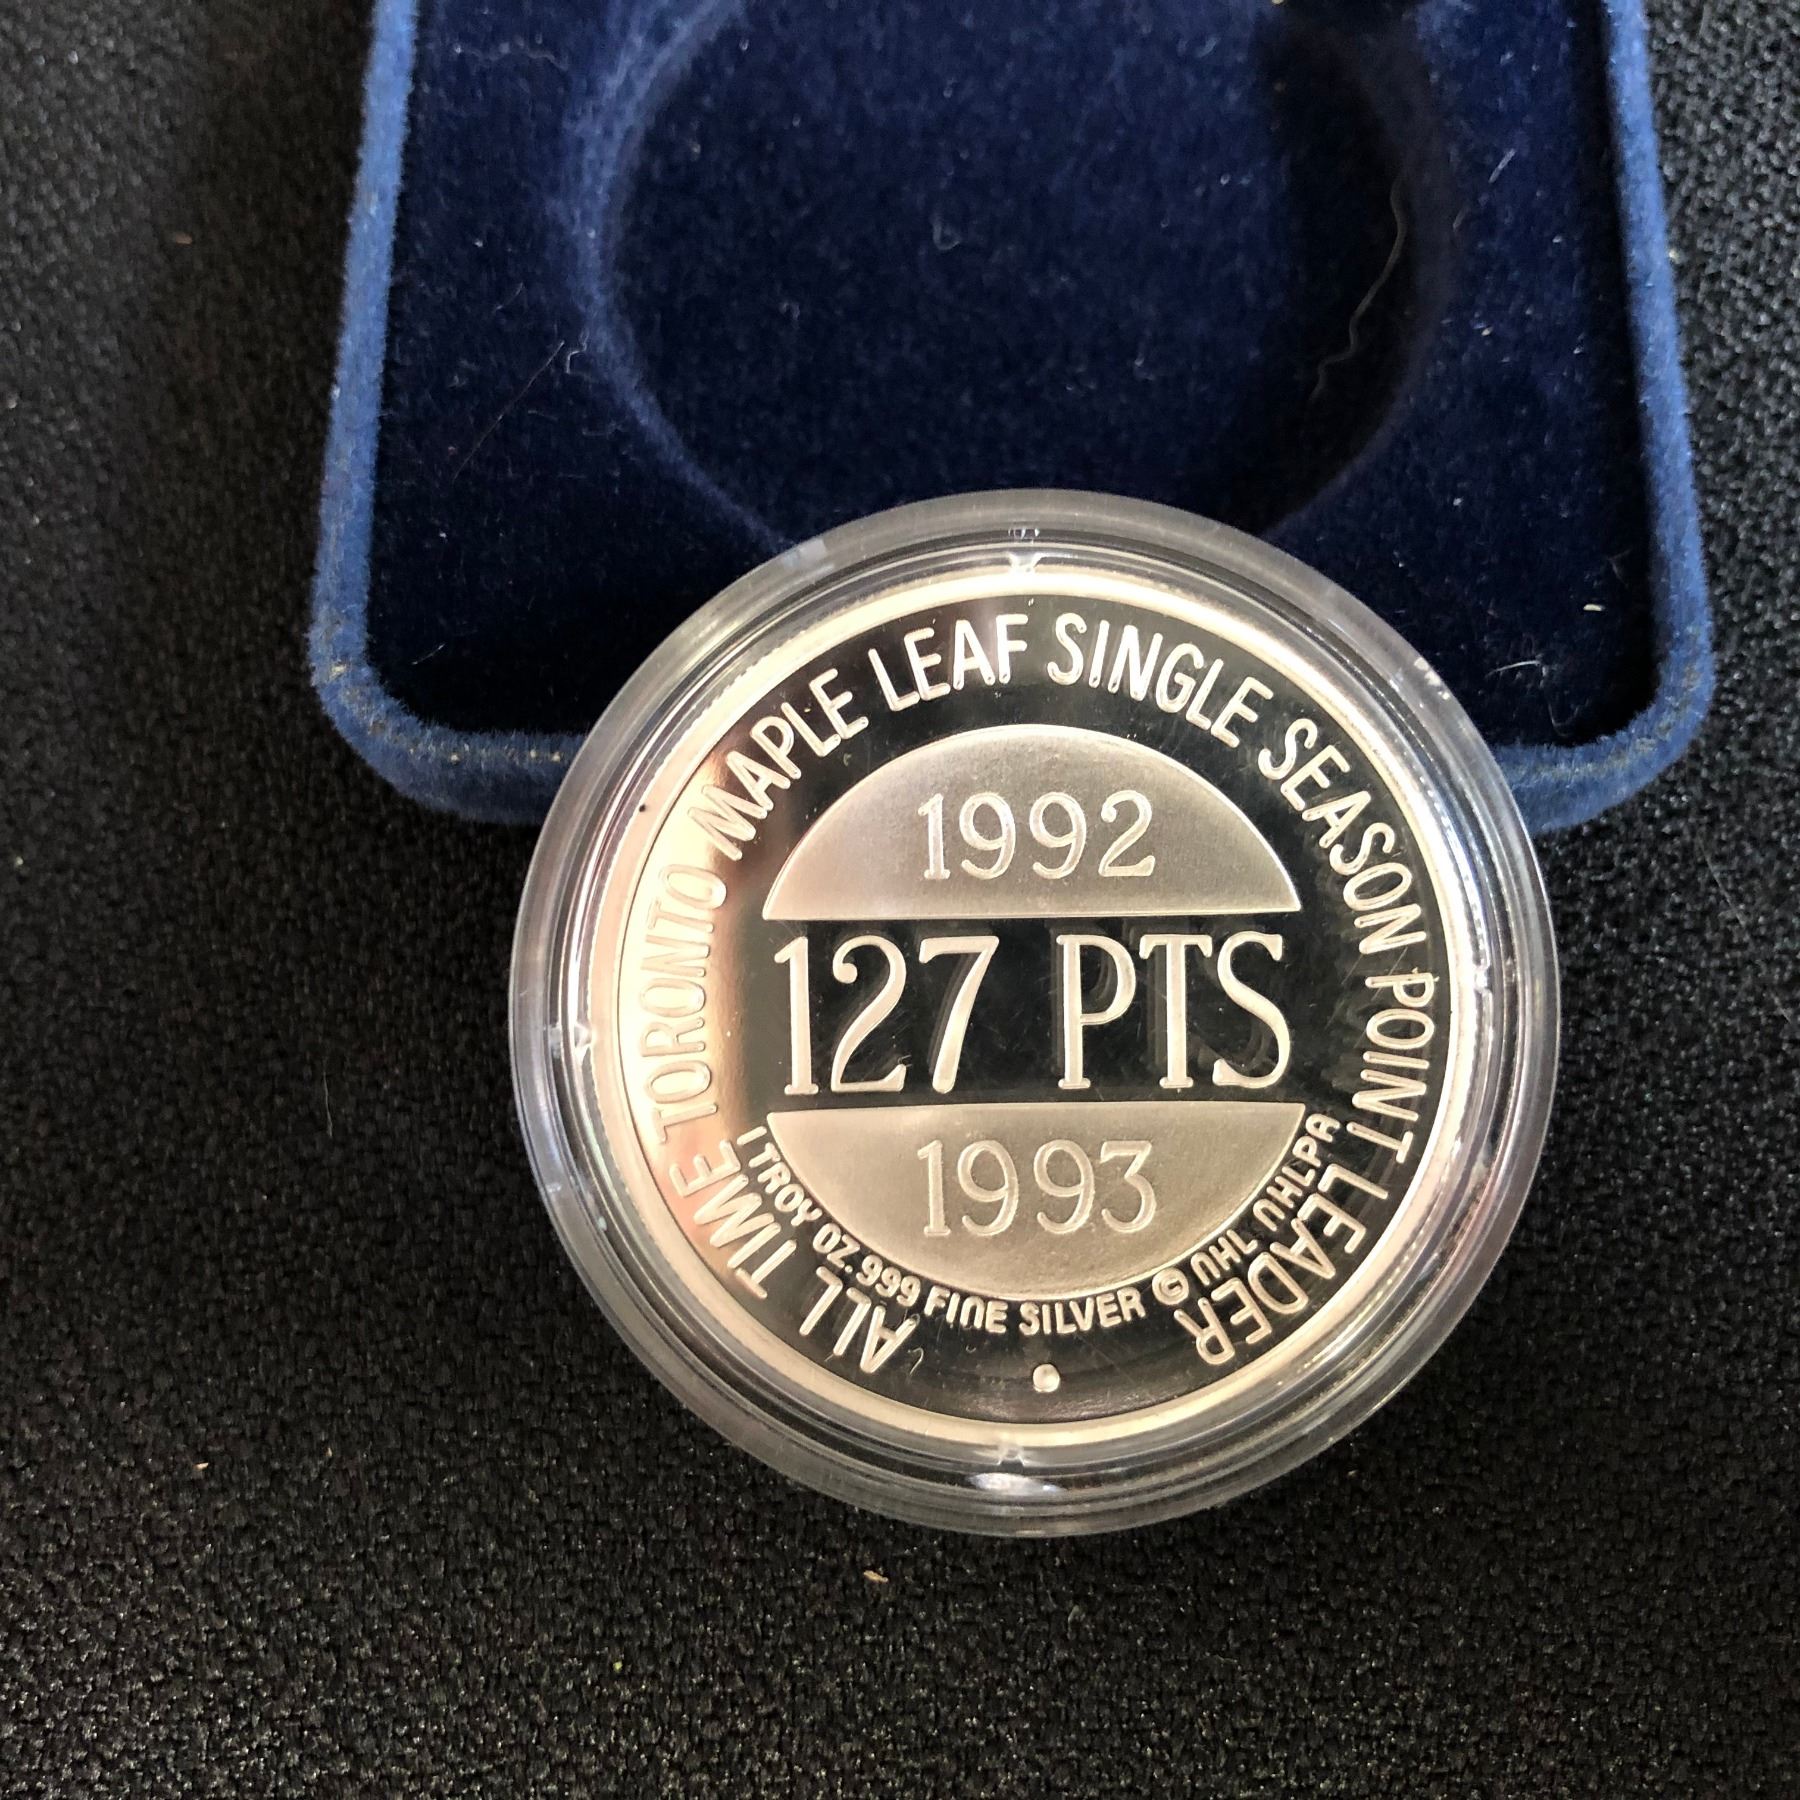 ALL TIME TORONTO MAPLE LEAF SINGLE SEASON POINT LEADER
1992
127 PTS
1993
1 TROY OZ. 999 FINE SILVER © NHL NHLPA